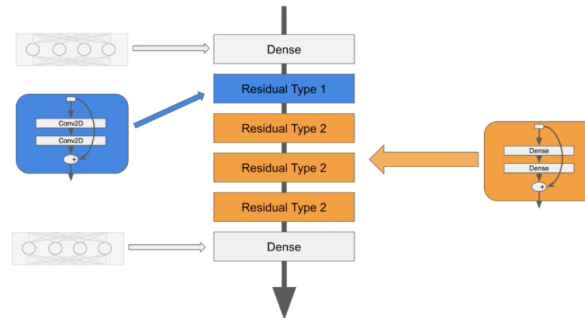 Dense
Residual Type 1
Conv2D
Conv2D
+
Residual Type 2
Residual Type 2
Residual Type 2
Dense
Dense
+
Dense